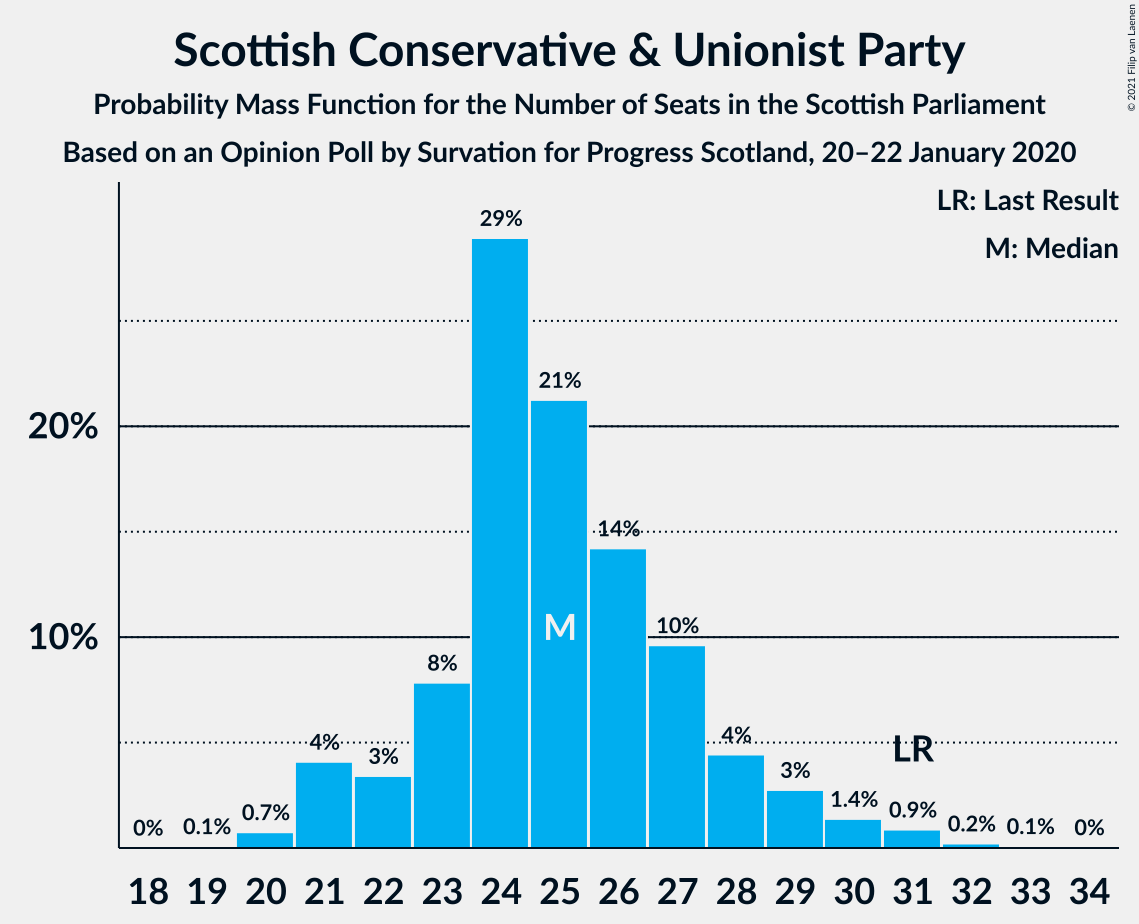 Scottish Conservative & Unionist Party
Probability Mass Function for the Number of Seats in the Scottish Parliament
Based on an Opinion Poll by Survation for Progress Scotland, 20–22 January 2020
© 2021 Filip van Laenen
LR: Last Result
M: Median
29%
21%
20%
14%
M
10%
10%
8%
4%
3%
4%
LR
3%
0%
0.1%
0.7%
1.4%
0.9%
0.2%
0.1%
0%
18 19 20 21 22 23 24 25 26 27 28 29 30 31 32 33 34